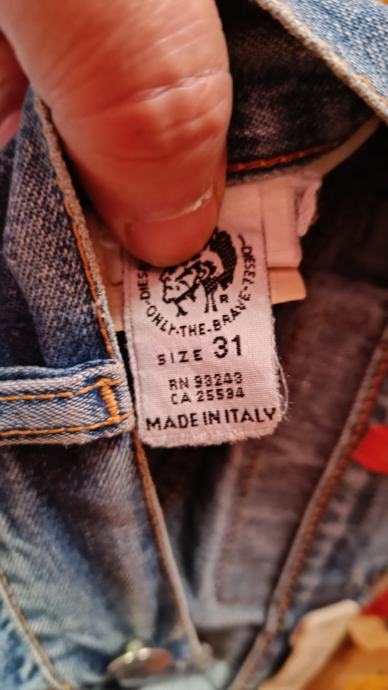 DIESEL
ONLY-THE-BRAVE
SIZE 31
RN 93243
CA 25594
MADE IN ITALY